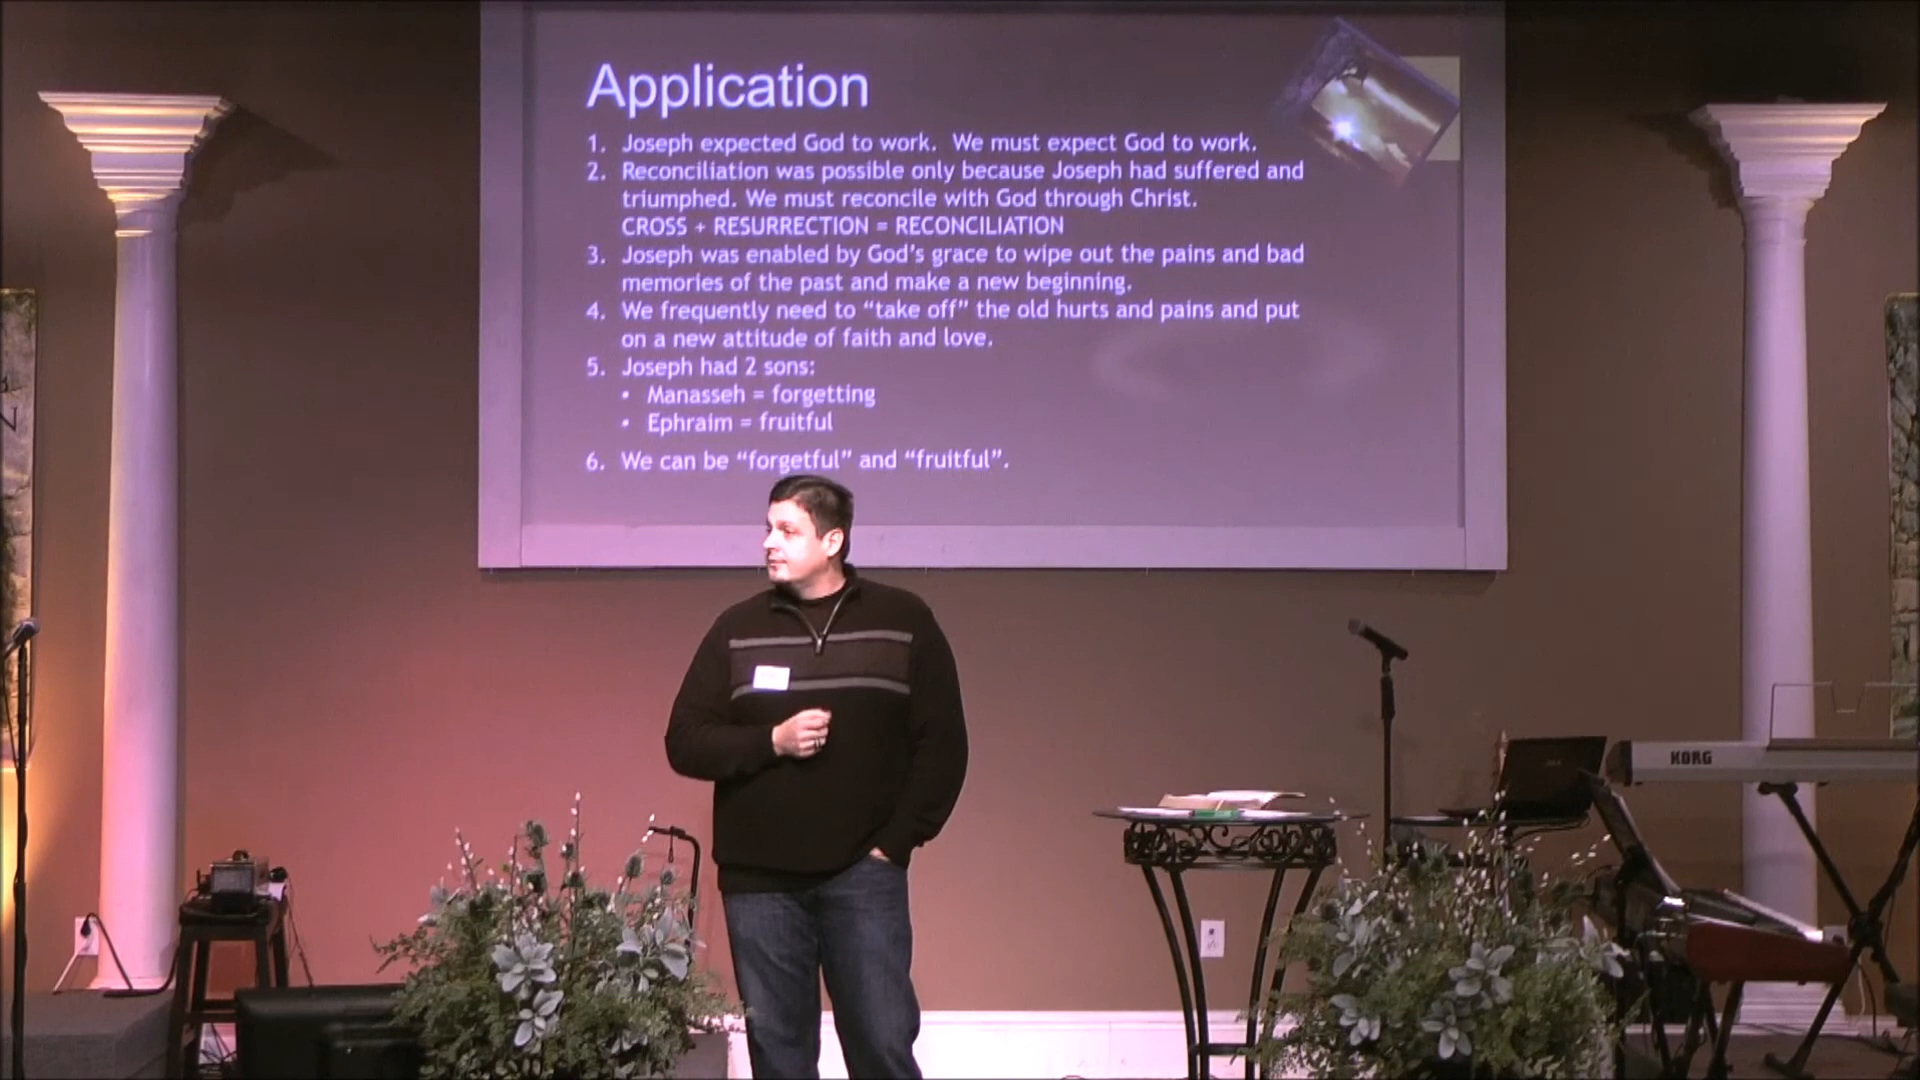 Application
1. Joseph expected God to work.  We must expect God to work.
2. Reconciliation was possible only because Joseph had suffered and
triumphed. We must reconcile with God through Christ.
CROSS + RESURRECTION = RECONCILIATION
3. Joseph was enabled by God’s grace to wipe out the pains and bad
memories of the past and make a new beginning.
4. We frequently need to “take off” the old hurts and pains and put
on a new attitude of faith and love.
5. Joseph had 2 sons:
• Manasseh = forgetting
• Ephraim = fruitful
6. We can be “forgetful” and “fruitful”.
KORG